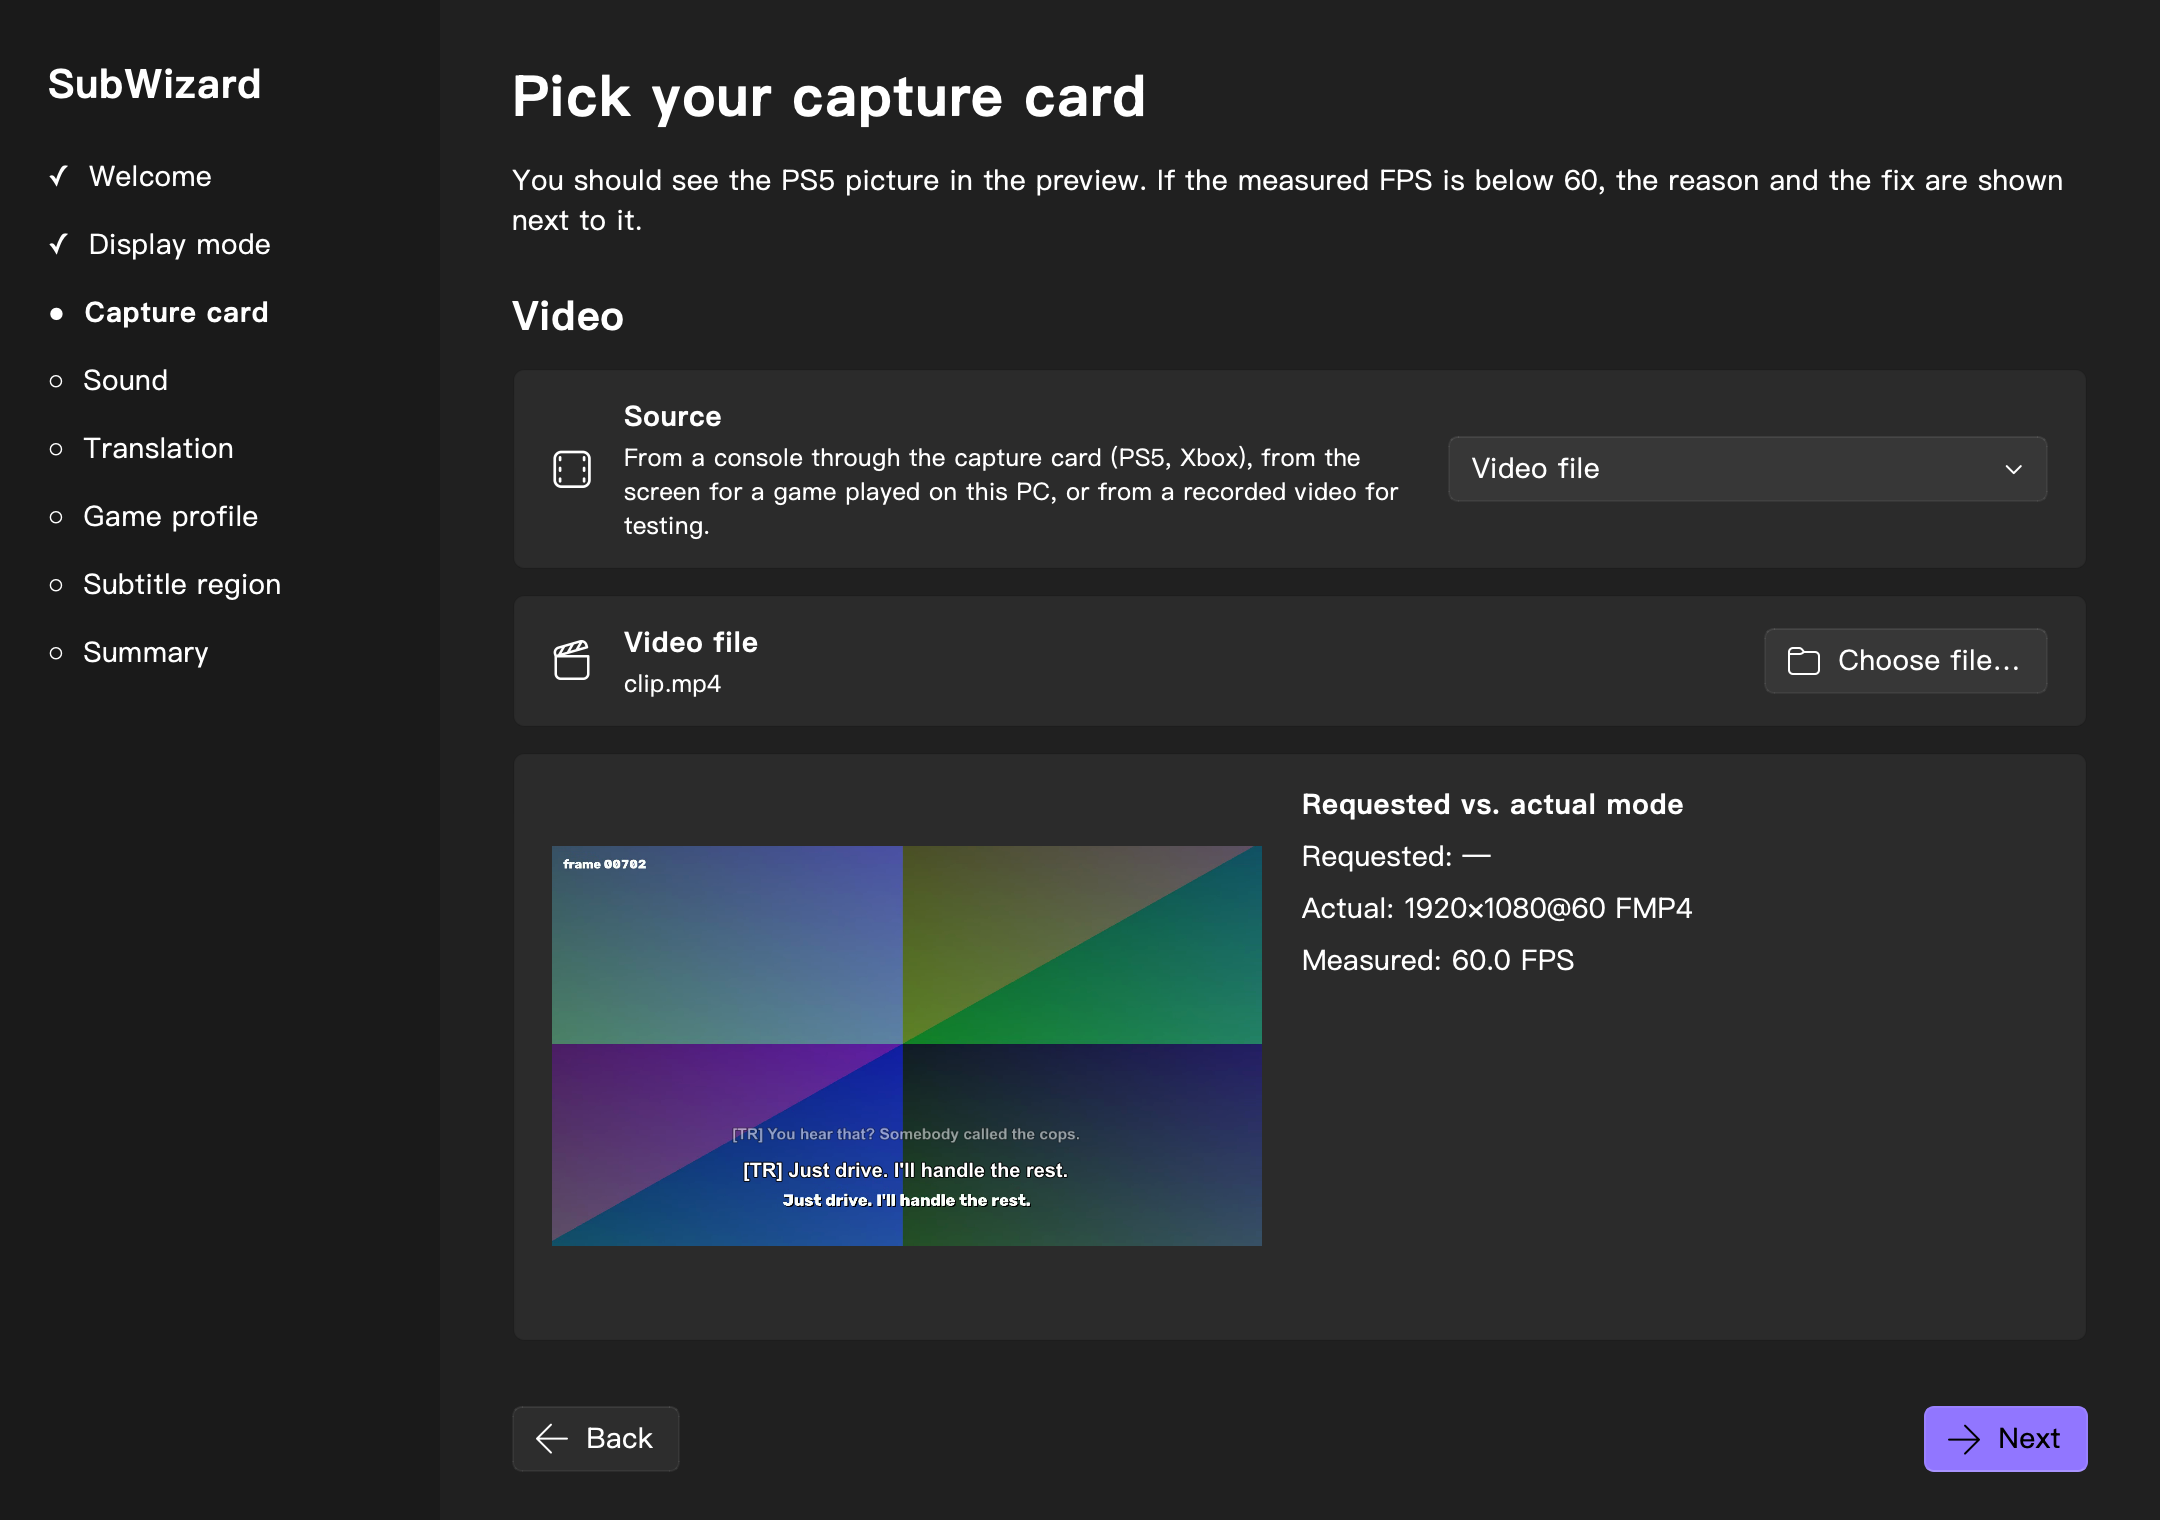 SubWizard
✓ Welcome
✓ Display mode
● Capture card
○ Sound
○ Translation
○ Game profile
○ Subtitle region
○ Summary
Pick your capture card
You should see the PS5 picture in the preview. If the measured FPS is below 60, the reason and the fix are shown
next to it.
Video
Source
From a console through the capture card (PS5, Xbox), from the
screen for a game played on this PC, or from a recorded video for
testing.
Video file
Video file
clip.mp4
Choose file...
frame 00702
[TR] You hear that? Somebody called the cops.
[TR] Just drive. I'll handle the rest.
Just drive. I'll handle the rest.
Requested vs. actual mode
Requested: —
Actual: 1920×1080@60 FMP4
Measured: 60.0 FPS
Back
Next